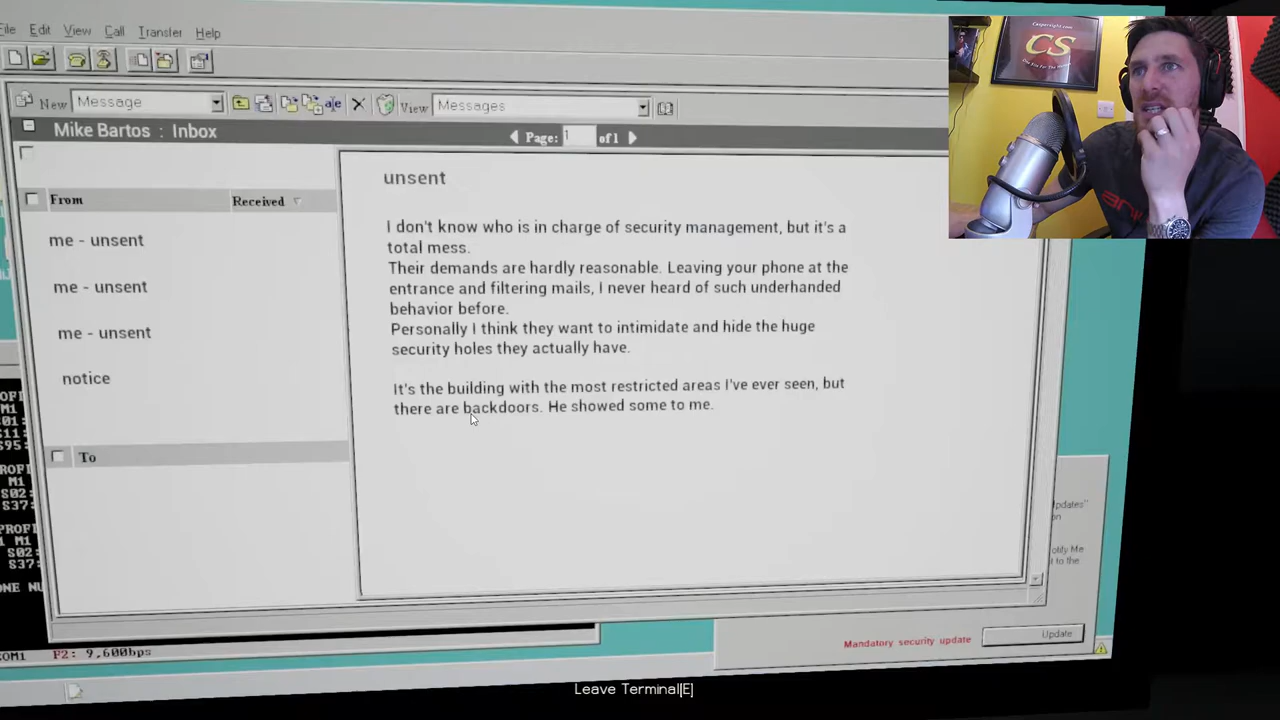 File Edit View Call Transfer Help
New Message View Messages
Mike Bartos : Inbox
Page: 1 of 1
From Received
me - unsent
me - unsent
me - unsent
notice
To
unsent
I don't know who is in charge of security management, but it's a
total mess.
Their demands are hardly reasonable. Leaving your phone at the
entrance and filtering mails, I never heard of such underhanded
behavior before.
Personally I think they want to intimidate and hide the huge
security holes they actually have.
It's the building with the most restricted areas I've ever seen, but
there are backdoors. He showed some to me.
Mandatory security update
Update
F2: 9,600bps
Leave Terminal[E]
CS